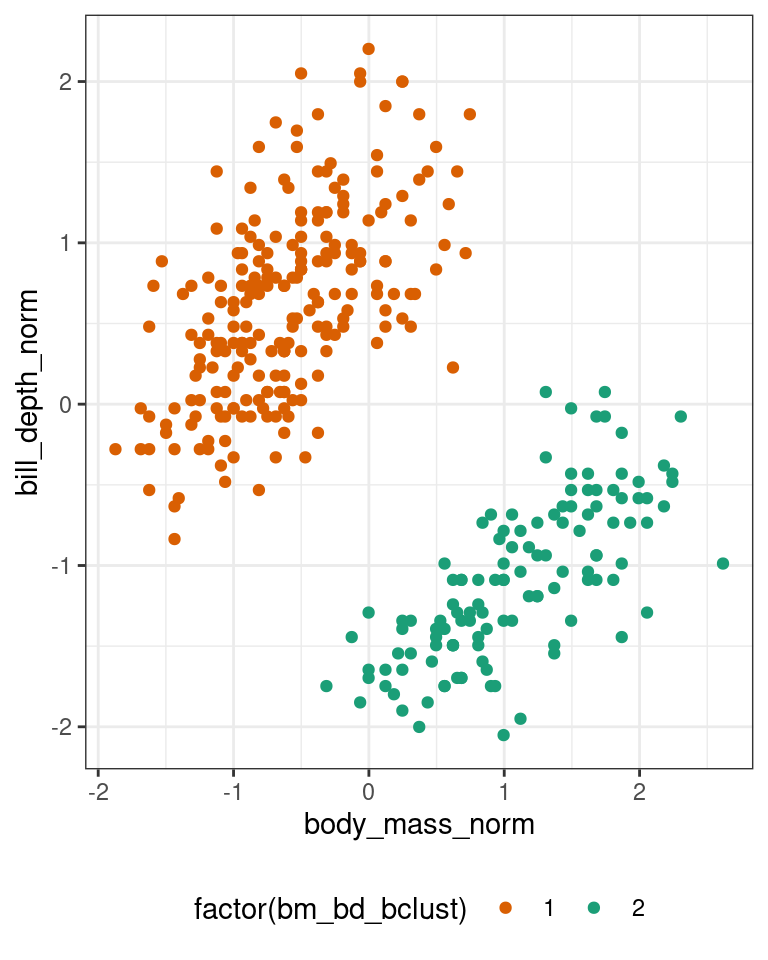 2
1
0
-1
-2
bill_depth_norm
-2 -1 0 1 2
body_mass_norm
factor(bm_bd_bclust) 1 2